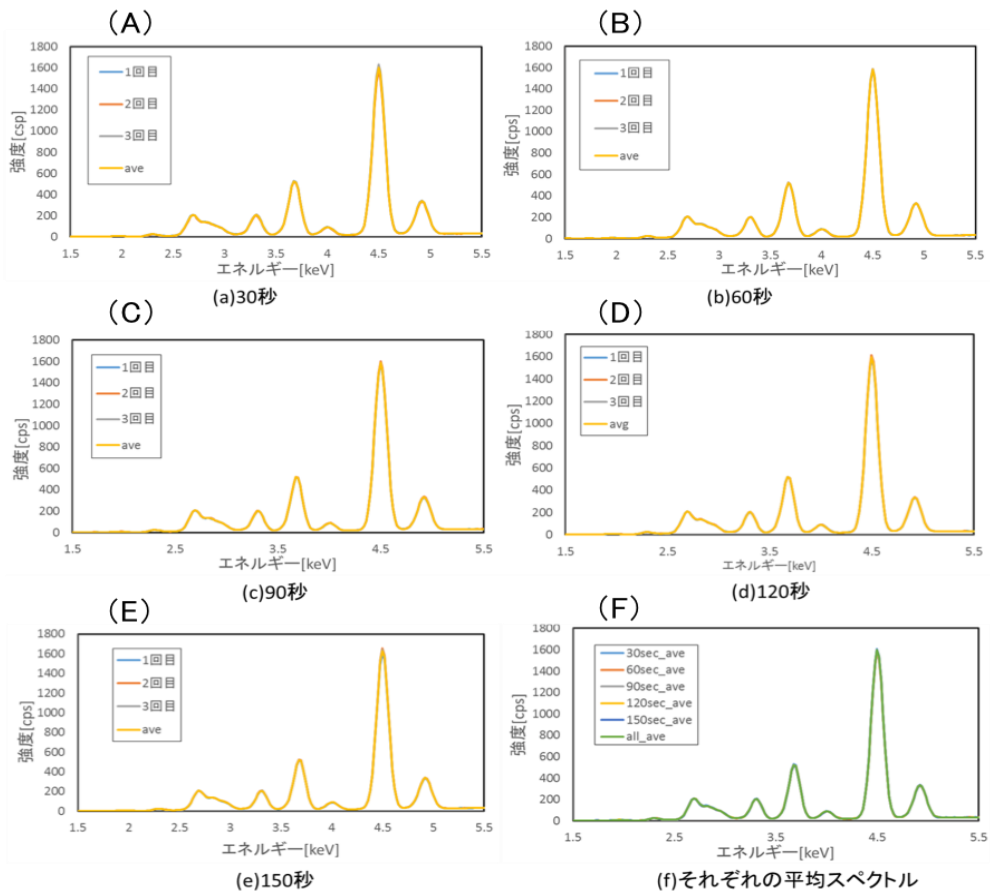 (A)
1800
1600
1400
1200
1000
800
600
400
200
0
強度[csp]
1回目
2回目
3回目
ave
1.5 2 2.5 3 3.5 4 4.5 5 5.5
エネルギー[keV]
(a)30秒
(B)
1800
1600
1400
1200
1000
800
600
400
200
0
強度[cps]
1回目
2回目
3回目
ave
1.5 2 2.5 3 3.5 4 4.5 5 5.5
エネルギー[keV]
(b)60秒
(C)
1800
1600
1400
1200
1000
800
600
400
200
0
強度[cps]
1回目
2回目
3回目
ave
1.5 2.5 3.5 4.5 5.5
エネルギー[keV]
(c)90秒
(D)
1800
1600
1400
1200
1000
800
600
400
200
0
強度[cps]
1回目
2回目
3回目
avg
1.5 2.5 3.5 4.5 5.5
エネルギー[keV]
(d)120秒
(E)
1800
1600
1400
1200
1000
800
600
400
200
0
強度[cps]
1回目
2回目
3回目
ave
1.5 2 2.5 3 3.5 4 4.5 5 5.5
エネルギー[keV]
(e)150秒
(F)
1800
1600
1400
1200
1000
800
600
400
200
0
強度[cps]
30sec_ave
60sec_ave
90sec_ave
120sec_ave
150sec_ave
all_ave
1.5 2.5 3.5 4.5 5.5
エネルギー[keV]
(f)それぞれの平均スペクトル